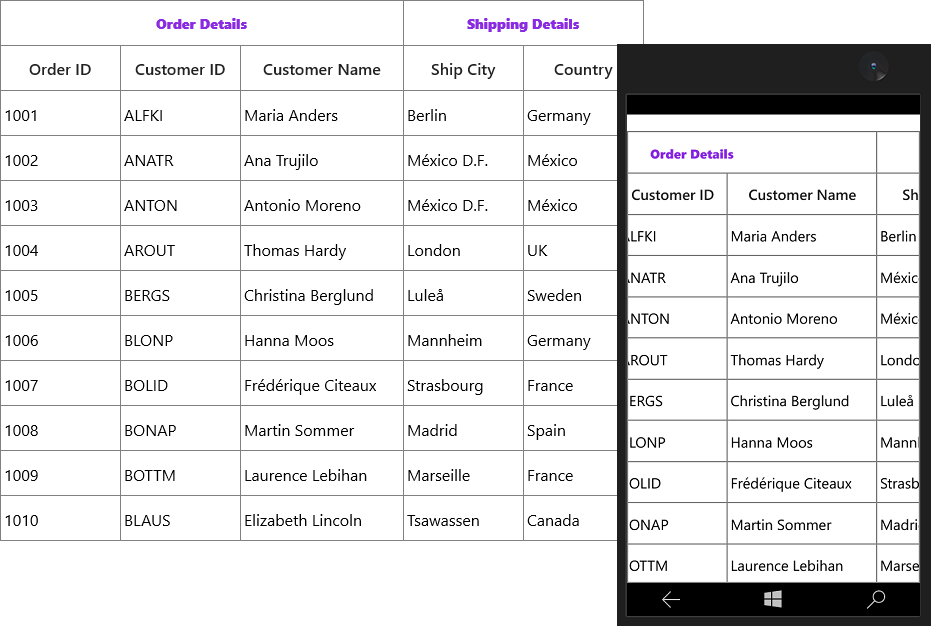 Order Details Shipping Details
Order ID Customer ID Customer Name Ship City Country
1001 ALFKI Maria Anders Berlin Germany
1002 ANATR Ana Trujilo México D.F. México
1003 ANTON Antonio Moreno México D.F. México
1004 AROUT Thomas Hardy London UK
1005 BERGS Christina Berglund Luleå Sweden
1006 BLONP Hanna Moos Mannheim Germany
1007 BOLID Frédérique Citeaux Strasbourg France
1008 BONAP Martin Sommer Madrid Spain
1009 BOTTM Laurence Lebihan Marseille France
1010 BLAUS Elizabeth Lincoln Tsawassen Canada
Order Details
Customer ID Customer Name Sh
LFKI Maria Anders Berlin
NATR Ana Trujilo Méxic
NTON Antonio Moreno Méxic
ROUT Thomas Hardy Londo
ERGS Christina Berglund Luleå
LONP Hanna Moos Mann
OLID Frédérique Citeaux Strasb
ONAP Martin Sommer Madri
OTTM Laurence Lebihan Marse